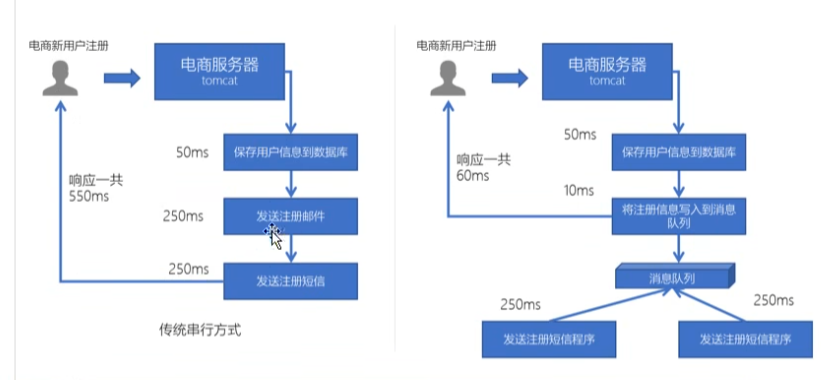 电商新用户注册
电商服务器
tomcat
50ms
保存用户信息到数据库
响应一共
550ms
250ms
发送注册邮件
250ms
发送注册短信
传统串行方式
电商新用户注册
电商服务器
tomcat
50ms
保存用户信息到数据库
响应一共
60ms
10ms
将注册信息写入到消息
队列
消息队列
250ms
250ms
发送注册短信程序
发送注册短信程序